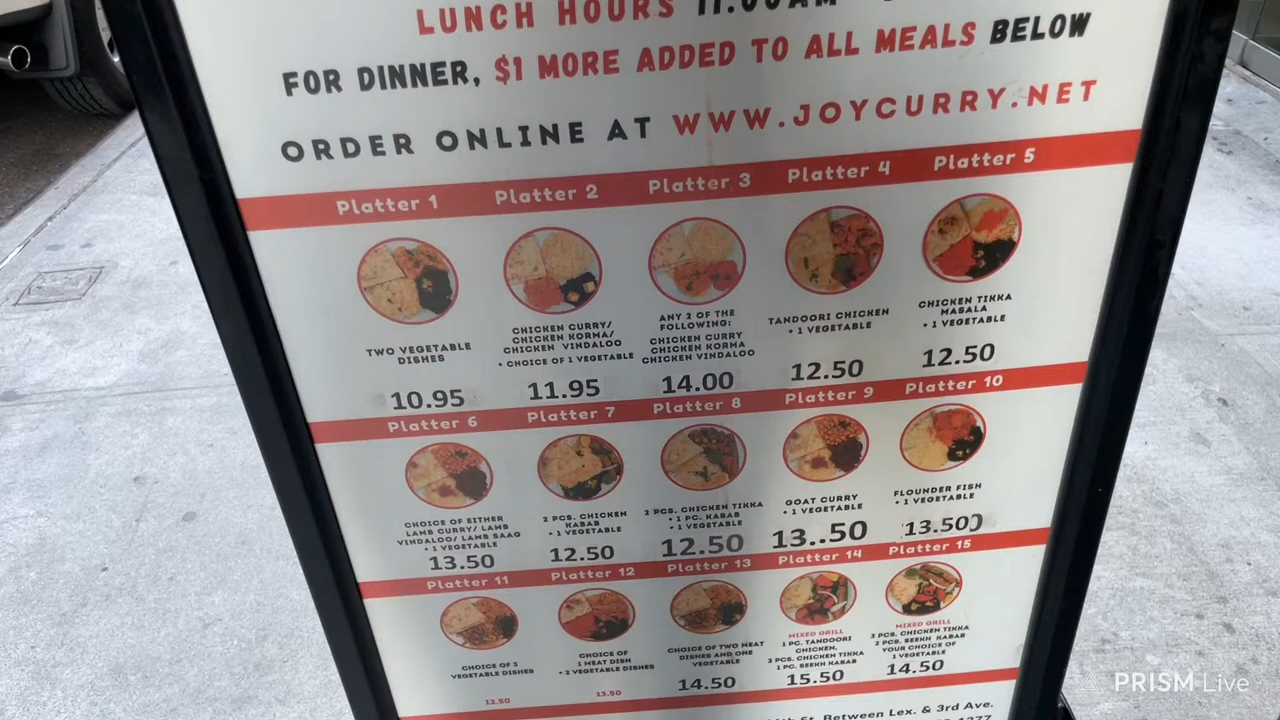 LUNCH HOURS 11:00AM
FOR DINNER, $1 MORE ADDED TO ALL MEALS BELOW
ORDER ONLINE AT WWW.JOYCURRY.NET
Platter 1
TWO VEGETABLE
DISHES
10.95
Platter 2
CHICKEN CURRY/
CHICKEN KORMA/
CHICKEN VINDALOO
• CHOICE OF 1 VEGETABLE
11.95
Platter 3
ANY 2 OF THE
FOLLOWING:
CHICKEN CURRY
CHICKEN KORMA
CHICKEN VINDALOO
14.00
Platter 4
TANDOORI CHICKEN
• 1 VEGETABLE
12.50
Platter 5
CHICKEN TIKKA
MASALA
• 1 VEGETABLE
12.50
Platter 6
CHOICE OF EITHER
LAMB CURRY/ LAMB
VINDALOO/ LAMB SAAG
• 1 VEGETABLE
13.50
Platter 7
2 PCS. CHICKEN
KABAB
• 1 VEGETABLE
12.50
Platter 8
2 PCS. CHICKEN TIKKA
• 1 PC. KABAB
• 1 VEGETABLE
12.50
Platter 9
GOAT CURRY
• 1 VEGETABLE
13..50
Platter 10
FLOUNDER FISH
• 1 VEGETABLE
13.50
Platter 11
CHOICE OF 3
VEGETABLE DISHES
12.50
Platter 12
CHOICE OF
1 MEAT DISH
• 2 VEGETABLE DISHES
13.50
Platter 13
CHOICE OF TWO MEAT
DISHES AND ONE
VEGETABLE
14.50
Platter 14
MIXED GRILL
1 PC. TANDOORI
CHICKEN,
3 PCS. CHICKEN TIKKA
1 PC. SEEKH KABAB
15.50
Platter 15
MIXED GRILL
3 PCS. CHICKEN TIKKA
2 PCS. SEEKH KABAB
YOUR CHOICE OF
1 VEGETABLE
14.50
St. Between Lex. & 3rd Ave.
1277
PRISM Live